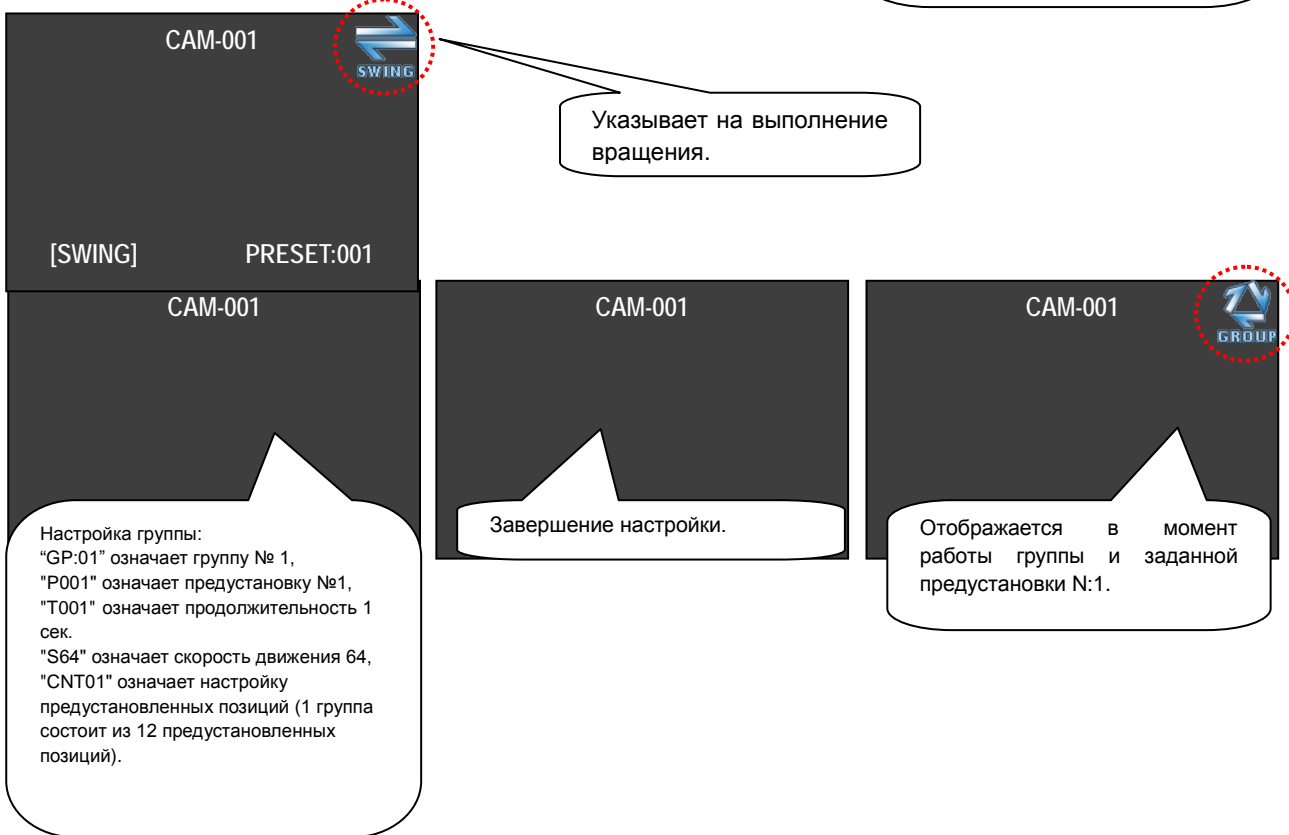 CAM-001
SWING
Указывает на выполнение
вращения.
[SWING] PRESET:001
CAM-001
CAM-001
CAM-001
GROUP
Настройка группы:
“GP:01” означает группу № 1,
"P001" означает предустановку №1,
"T001" означает продолжительность 1
сек.
"S64" означает скорость движения 64,
"CNT01" означает настройку
предустановленных позиций (1 группа
состоит из 12 предустановленных
позиций).
Завершение настройки.
Отображается в момент
работы группы и заданной
предустановки N:1.